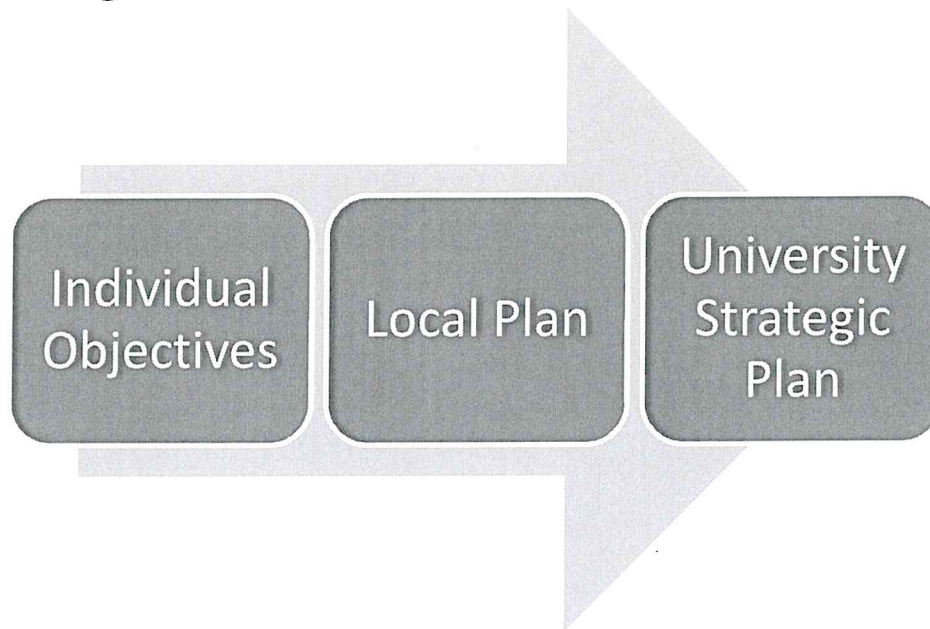 Individual
Objectives
Local Plan
University
Strategic
Plan